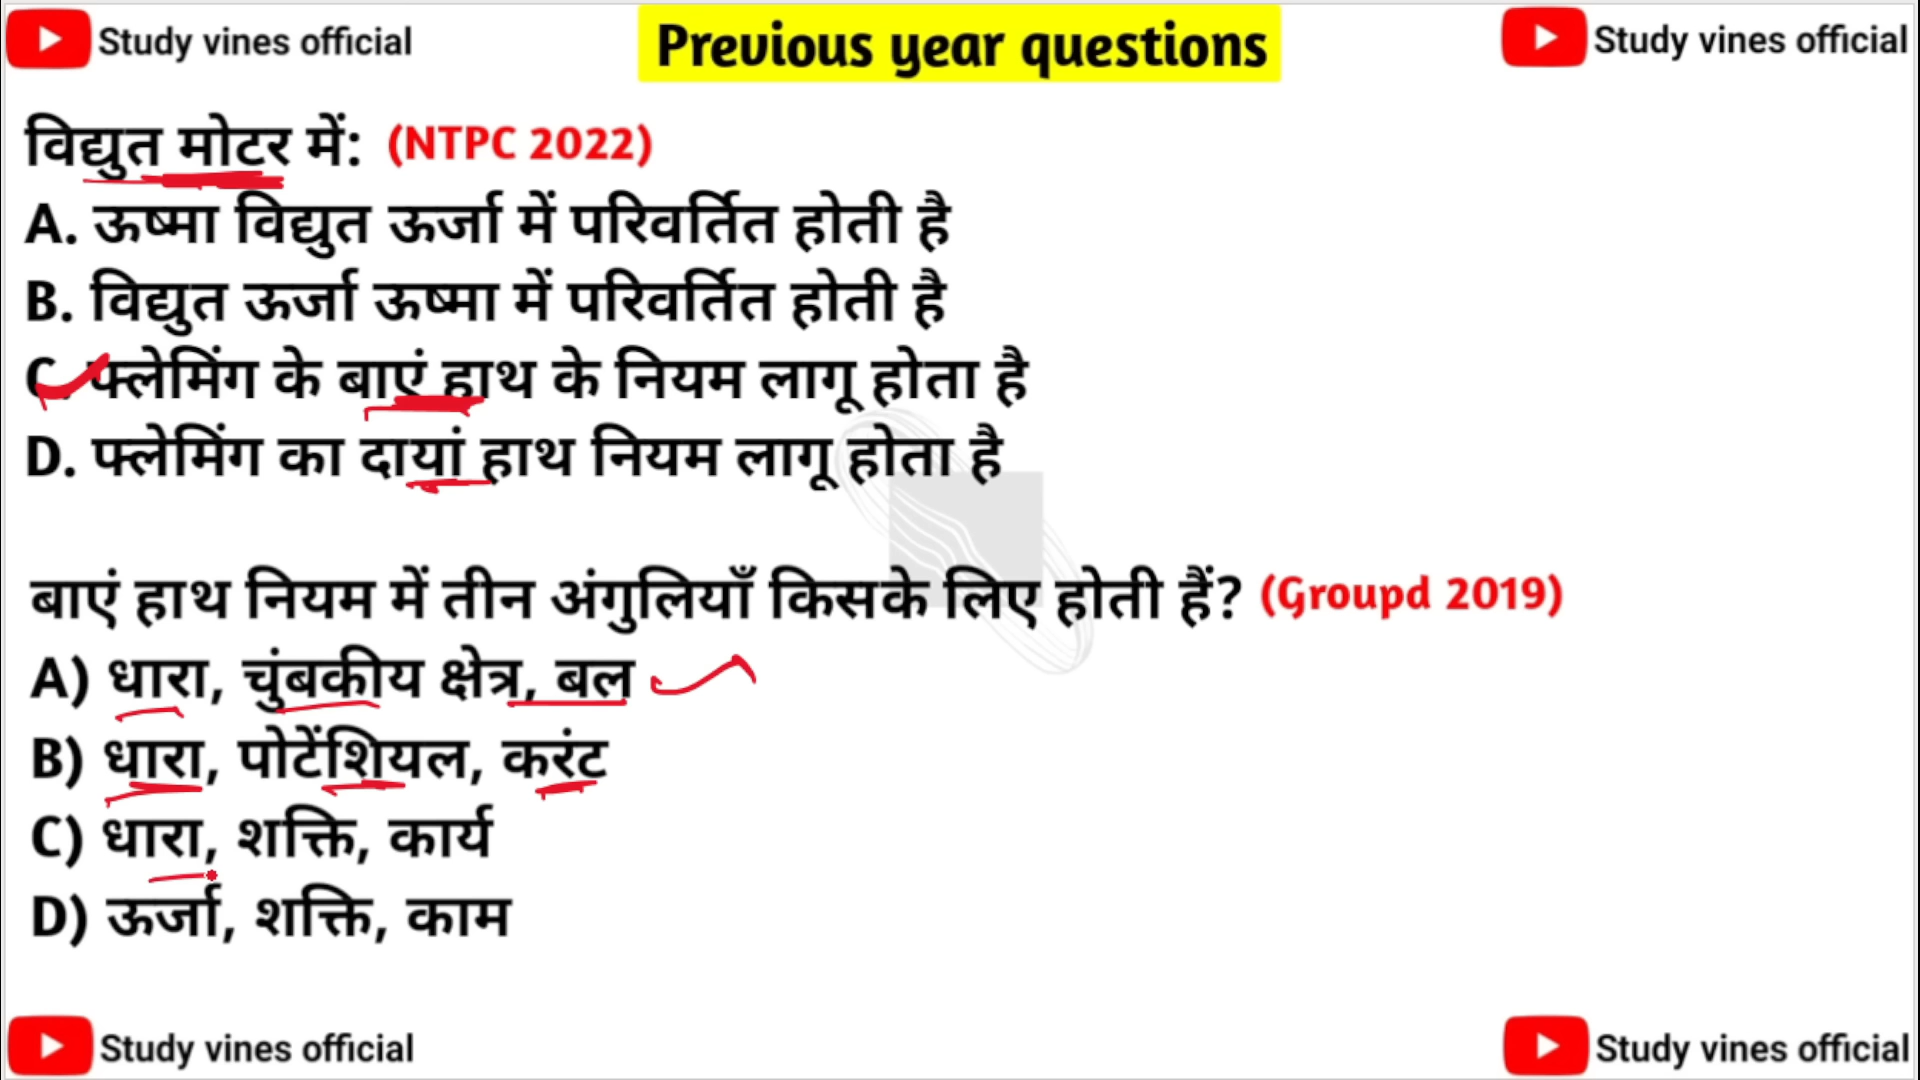 Study vines official
Previous year questions
Study vines official
विद्युत मोटर में: (NTPC 2022)
A. ऊष्मा विद्युत ऊर्जा में परिवर्तित होती है
B. विद्युत ऊर्जा ऊष्मा में परिवर्तित होती है
C. फ्लेमिंग के बाएं हाथ के नियम लागू होता है
D. फ्लेमिंग का दायां हाथ नियम लागू होता है
बाएं हाथ नियम में तीन अंगुलियाँ किसके लिए होती हैं? (Groupd 2019)
A) धारा, चुंबकीय क्षेत्र, बल
B) धारा, पोटेंशियल, करंट
C) धारा, शक्ति, कार्य
D) ऊर्जा, शक्ति, काम
Study vines official
Study vines official